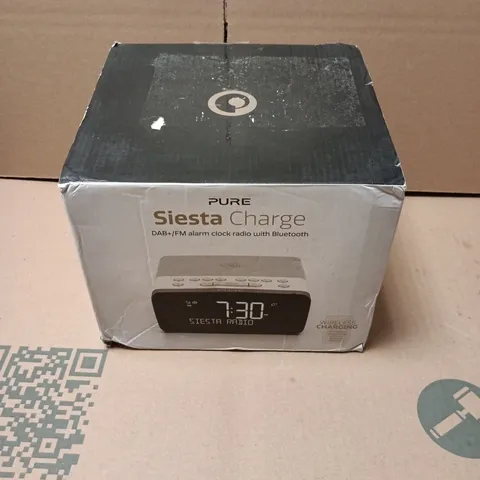 PURE
Siesta Charge
DAB+/FM alarm clock radio with Bluetooth
7:30
SIESTA RADIO
WIRELESS
CHARGING